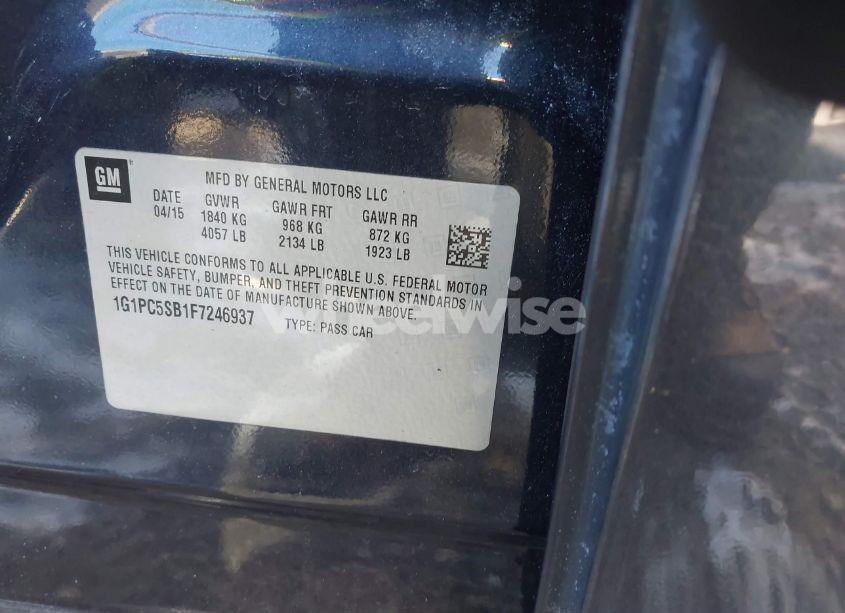 GM
MFD BY GENERAL MOTORS LLC
DATE GVWR GAWR FRT GAWR RR
04/15 1840 KG 968 KG 872 KG
4057 LB 2134 LB 1923 LB
THIS VEHICLE CONFORMS TO ALL APPLICABLE U.S. FEDERAL MOTOR
VEHICLE SAFETY, BUMPER, AND THEFT PREVENTION STANDARDS IN
EFFECT ON THE DATE OF MANUFACTURE SHOWN ABOVE.
1G1PC5SB1F7246937 TYPE: PASS CAR
wheelwise